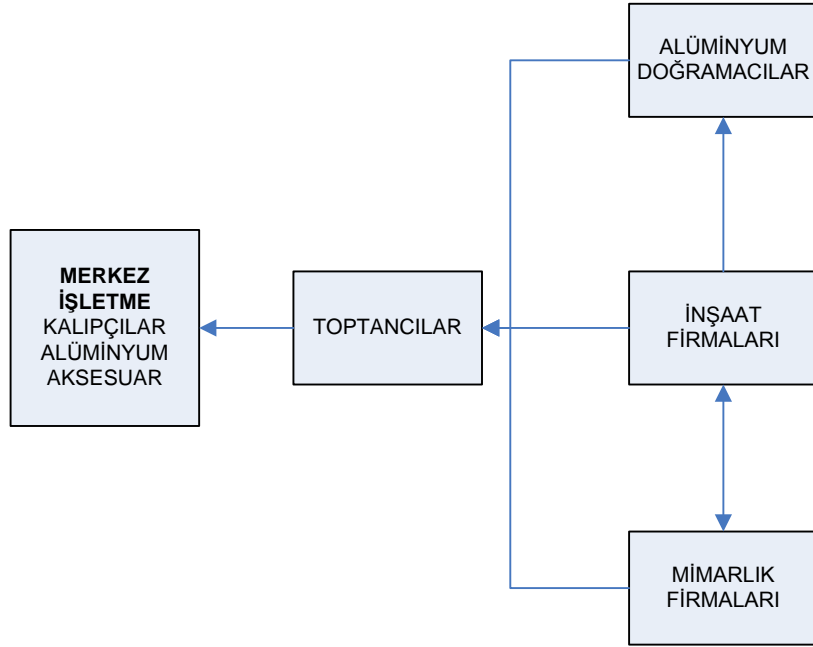 ALÜMİNYUM
DOĞRAMACILAR
MERKEZ
İŞLETME
KALIPÇILAR
ALÜMİNYUM
AKSESUAR
TOPTANCILAR
İNŞAAT
FİRMALARI
MİMARLIK
FİRMALARI